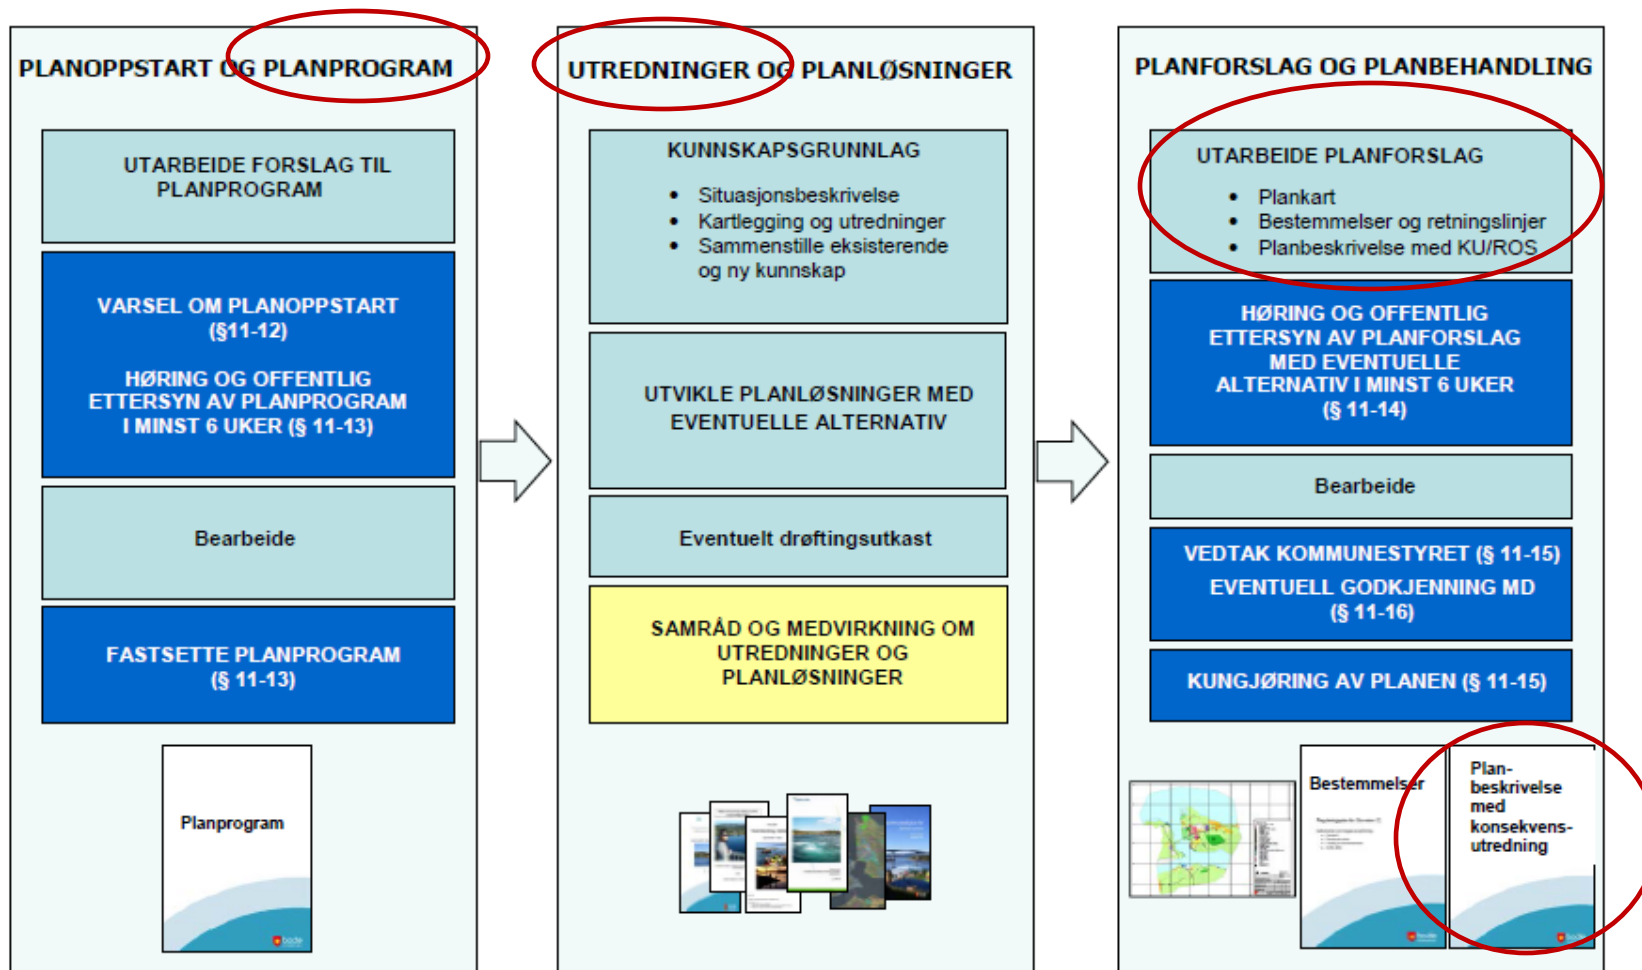 PLANOPPSTART OG PLANPROGRAM
UTARBEIDE FORSLAG TIL
PLANPROGRAM
VARSEL OM PLANOPPSTART
(§11-12)
HØRING OG OFFENTLIG
ETTERSYN AV PLANPROGRAM
I MINST 6 UKER (§ 11-13)
Bearbeide
FASTSETTE PLANPROGRAM
(§ 11-13)
Planprogram
UTREDNINGER OG PLANLØSNINGER
KUNNSKAPSGRUNNLAG
• Situasjonsbeskrivelse
• Kartlegging og utredninger
• Sammenstille eksisterende
og ny kunnskap
UTVIKLE PLANLØSNINGER MED
EVENTUELLE ALTERNATIV
Eventuelt drøftingsutkast
SAMRÅD OG MEDVIRKNING OM
UTREDNINGER OG
PLANLØSNINGER
PLANFORSLAG OG PLANBEHANDLING
UTARBEIDE PLANFORSLAG
• Plankart
• Bestemmelser og retningslinjer
• Planbeskrivelse med KU/ROS
HØRING OG OFFENTLIG
ETTERSYN AV PLANFORSLAG
MED EVENTUELLE
ALTERNATIV I MINST 6 UKER
(§ 11-14)
Bearbeide
VEDTAK KOMMUNESTYRET (§ 11-15)
EVENTUELL GODKJENNING MD
(§ 11-16)
KUNGJØRING AV PLANEN (§ 11-15)
Bestemmelser
Plan-
beskrivelse
med
konsekvens-
utredning